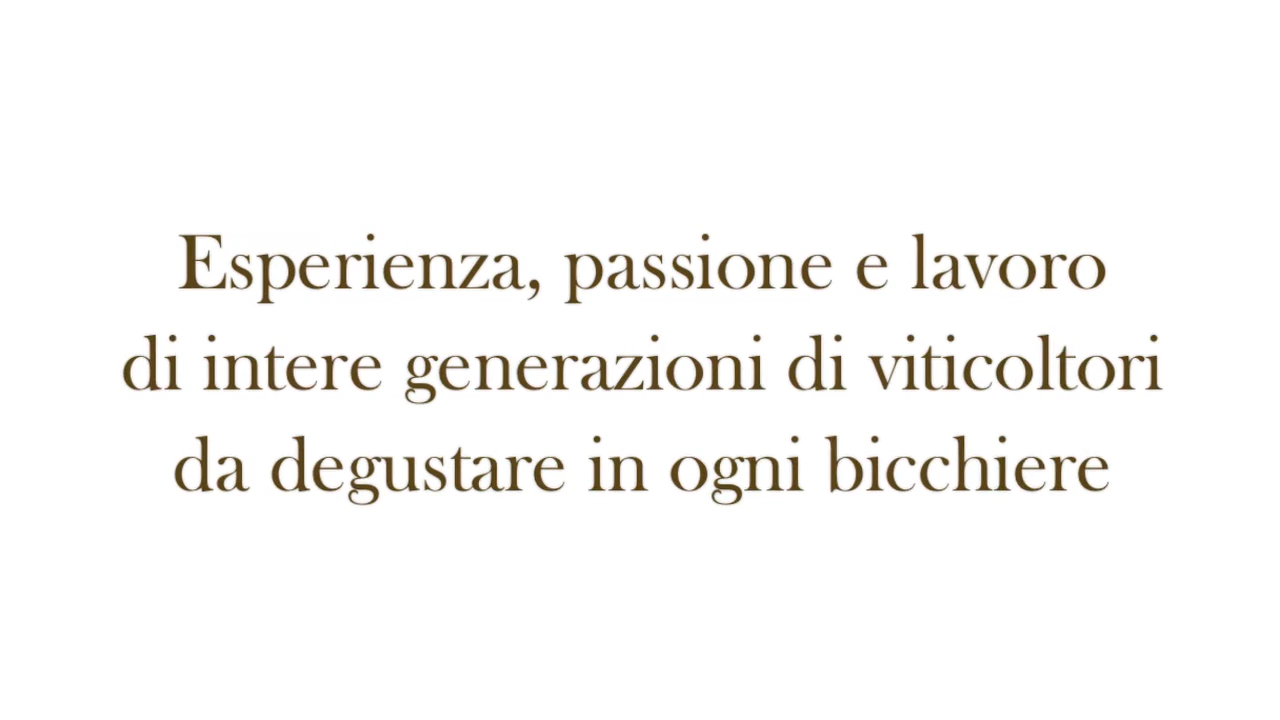 Esperienza, passione e lavoro
di intere generazioni di viticoltori
da degustare in ogni bicchiere